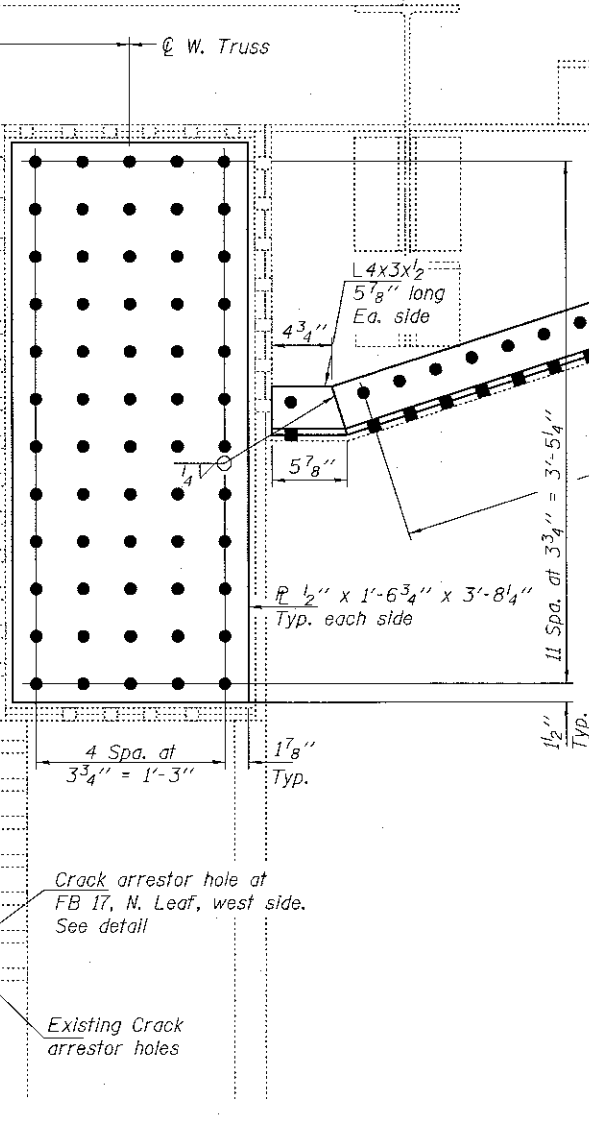 ℄ W. Truss
L 4x3x½
5⅞" long
Ea. side
4¾"
5⅞"
¼
11 Spa. at 3¾" = 3'-5¼"
℄ ½" x 1'-6¾" x 3'-8¼"
Typ. each side
1½"
Typ.
4 Spa. at
3¾" = 1'-3"
1⅞"
Typ.
Crack arrestor hole at
FB 17, N. Leaf, west side.
See detail
Existing Crack
arrestor holes